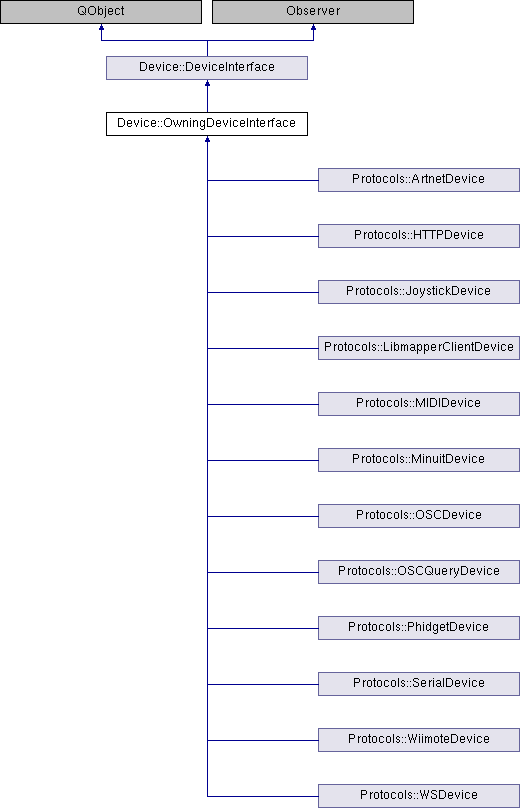 QObject
Observer
Device::DeviceInterface
Device::OwningDeviceInterface
Protocols::ArtnetDevice
Protocols::HTTPDevice
Protocols::JoystickDevice
Protocols::LibmapperClientDevice
Protocols::MIDIDevice
Protocols::MinuitDevice
Protocols::OSCDevice
Protocols::OSCQueryDevice
Protocols::PhidgetDevice
Protocols::SerialDevice
Protocols::WiimoteDevice
Protocols::WSDevice